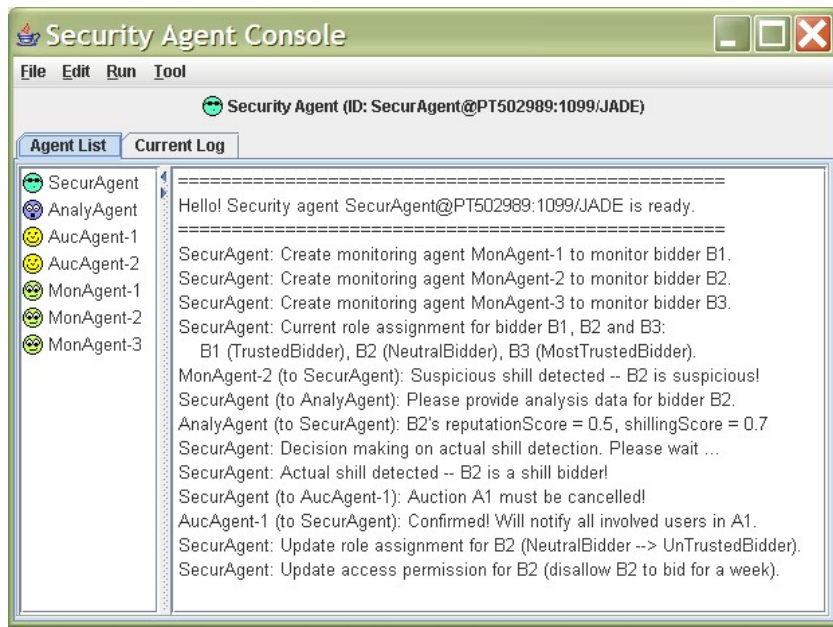 Security Agent Console
File Edit Run Tool
Security Agent (ID: SecurAgent@PT502989:1099/JADE)
Agent List Current Log
SecurAgent
AnalyAgent
AucAgent-1
AucAgent-2
MonAgent-1
MonAgent-2
MonAgent-3
===================================================
Hello! Security agent SecurAgent@PT502989:1099/JADE is ready.
===================================================
SecurAgent: Create monitoring agent MonAgent-1 to monitor bidder B1.
SecurAgent: Create monitoring agent MonAgent-2 to monitor bidder B2.
SecurAgent: Create monitoring agent MonAgent-3 to monitor bidder B3.
SecurAgent: Current role assignment for bidder B1, B2 and B3:
B1 (TrustedBidder), B2 (NeutralBidder), B3 (MostTrustedBidder).
MonAgent-2 (to SecurAgent): Suspicious shill detected -- B2 is suspicious!
SecurAgent (to AnalyAgent): Please provide analysis data for bidder B2.
AnalyAgent (to SecurAgent): B2's reputationScore = 0.5, shillingScore = 0.7
SecurAgent: Decision making on actual shill detection. Please wait ...
SecurAgent: Actual shill detected -- B2 is a shill bidder!
SecurAgent (to AucAgent-1): Auction A1 must be cancelled!
AucAgent-1 (to SecurAgent): Confirmed! Will notify all involved users in A1.
SecurAgent: Update role assignment for B2 (NeutralBidder --> UnTrustedBidder).
SecurAgent: Update access permission for B2 (disallow B2 to bid for a week).